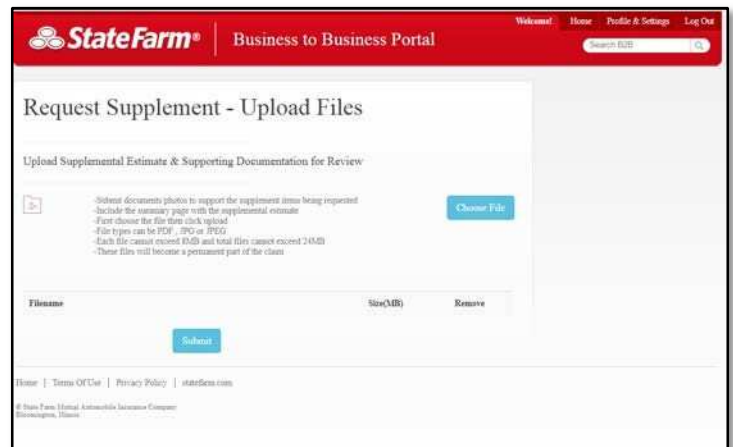 Welcome! Home Profile & Settings Log Out
StateFarm® Business to Business Portal
Search B2B
Request Supplement - Upload Files
Upload Supplemental Estimate & Supporting Documentation for Review
-Submit documents photos to support the supplement items being requested
-Include the summary page with the supplemental estimate
-First choose the file then click upload
-File types can be PDF , JPG or JPEG
-Each file cannot exceed 8MB and total files cannot exceed 24MB
-These files will become a permanent part of the claim
Choose File
Filename Size(MB) Remove
Submit
Home | Terms Of Use | Privacy Policy | statefarm.com
© State Farm Mutual Automobile Insurance Company
Bloomington, Illinois